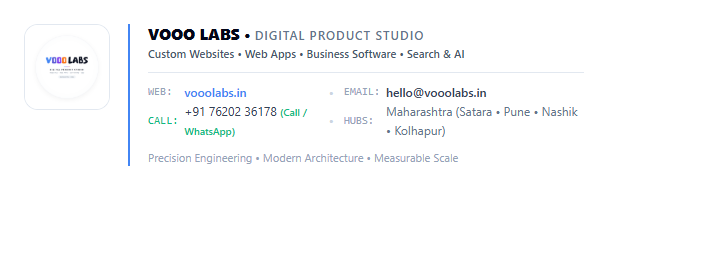 VOOO LABS
VOOO LABS • DIGITAL PRODUCT STUDIO
Custom Websites • Web Apps • Business Software • Search & AI
WEB: vooolabs.in • EMAIL: hello@vooolabs.in
CALL: +91 76202 36178 (Call / WhatsApp) • HUBS: Maharashtra (Satara • Pune • Nashik • Kolhapur)
Precision Engineering • Modern Architecture • Measurable Scale